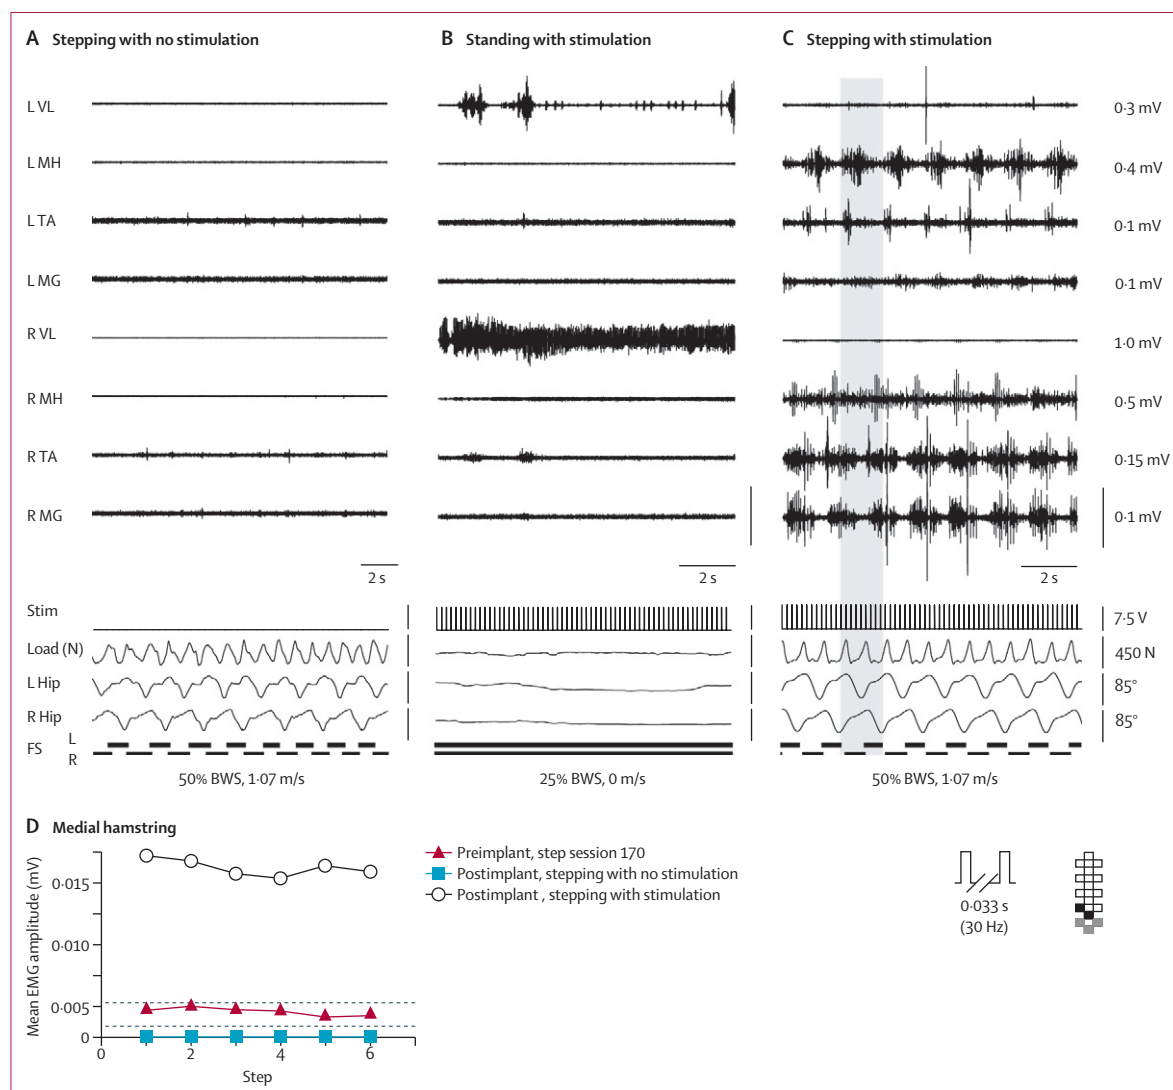 A Stepping with no stimulation
B Standing with stimulation
C Stepping with stimulation
L VL
0·3 mV
L MH
0·4 mV
L TA
0·1 mV
L MG
0·1 mV
R VL
1·0 mV
R MH
0·5 mV
R TA
0·15 mV
R MG
0·1 mV
2 s
2 s
2 s
Stim
7·5 V
Load (N)
450 N
L Hip
85°
R Hip
85°
FS
L
R
50% BWS, 1·07 m/s
25% BWS, 0 m/s
50% BWS, 1·07 m/s
D Medial hamstring
Mean EMG amplitude (mV)
0·015
0·010
0·005
0
0
2
4
6
Step
Preimplant, step session 170
Postimplant, stepping with no stimulation
Postimplant , stepping with stimulation
0·033 s
(30 Hz)